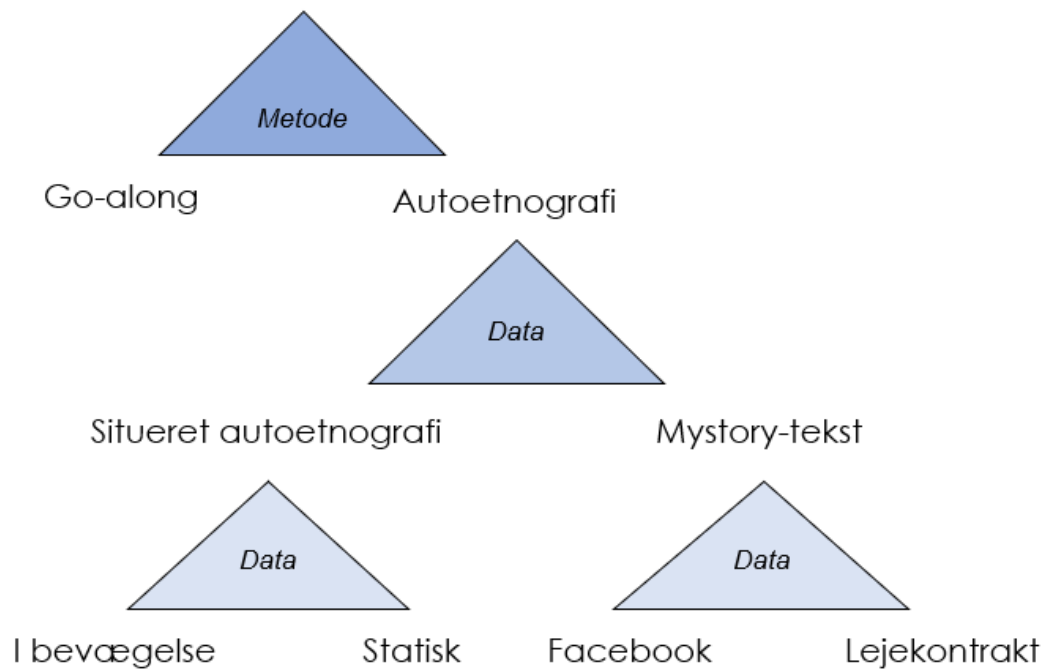 Metode
Go-along Autoetnografi
Data
Situeret autoetnografi Mystory-tekst
Data Data
I bevægelse Statisk Facebook Lejekontrakt